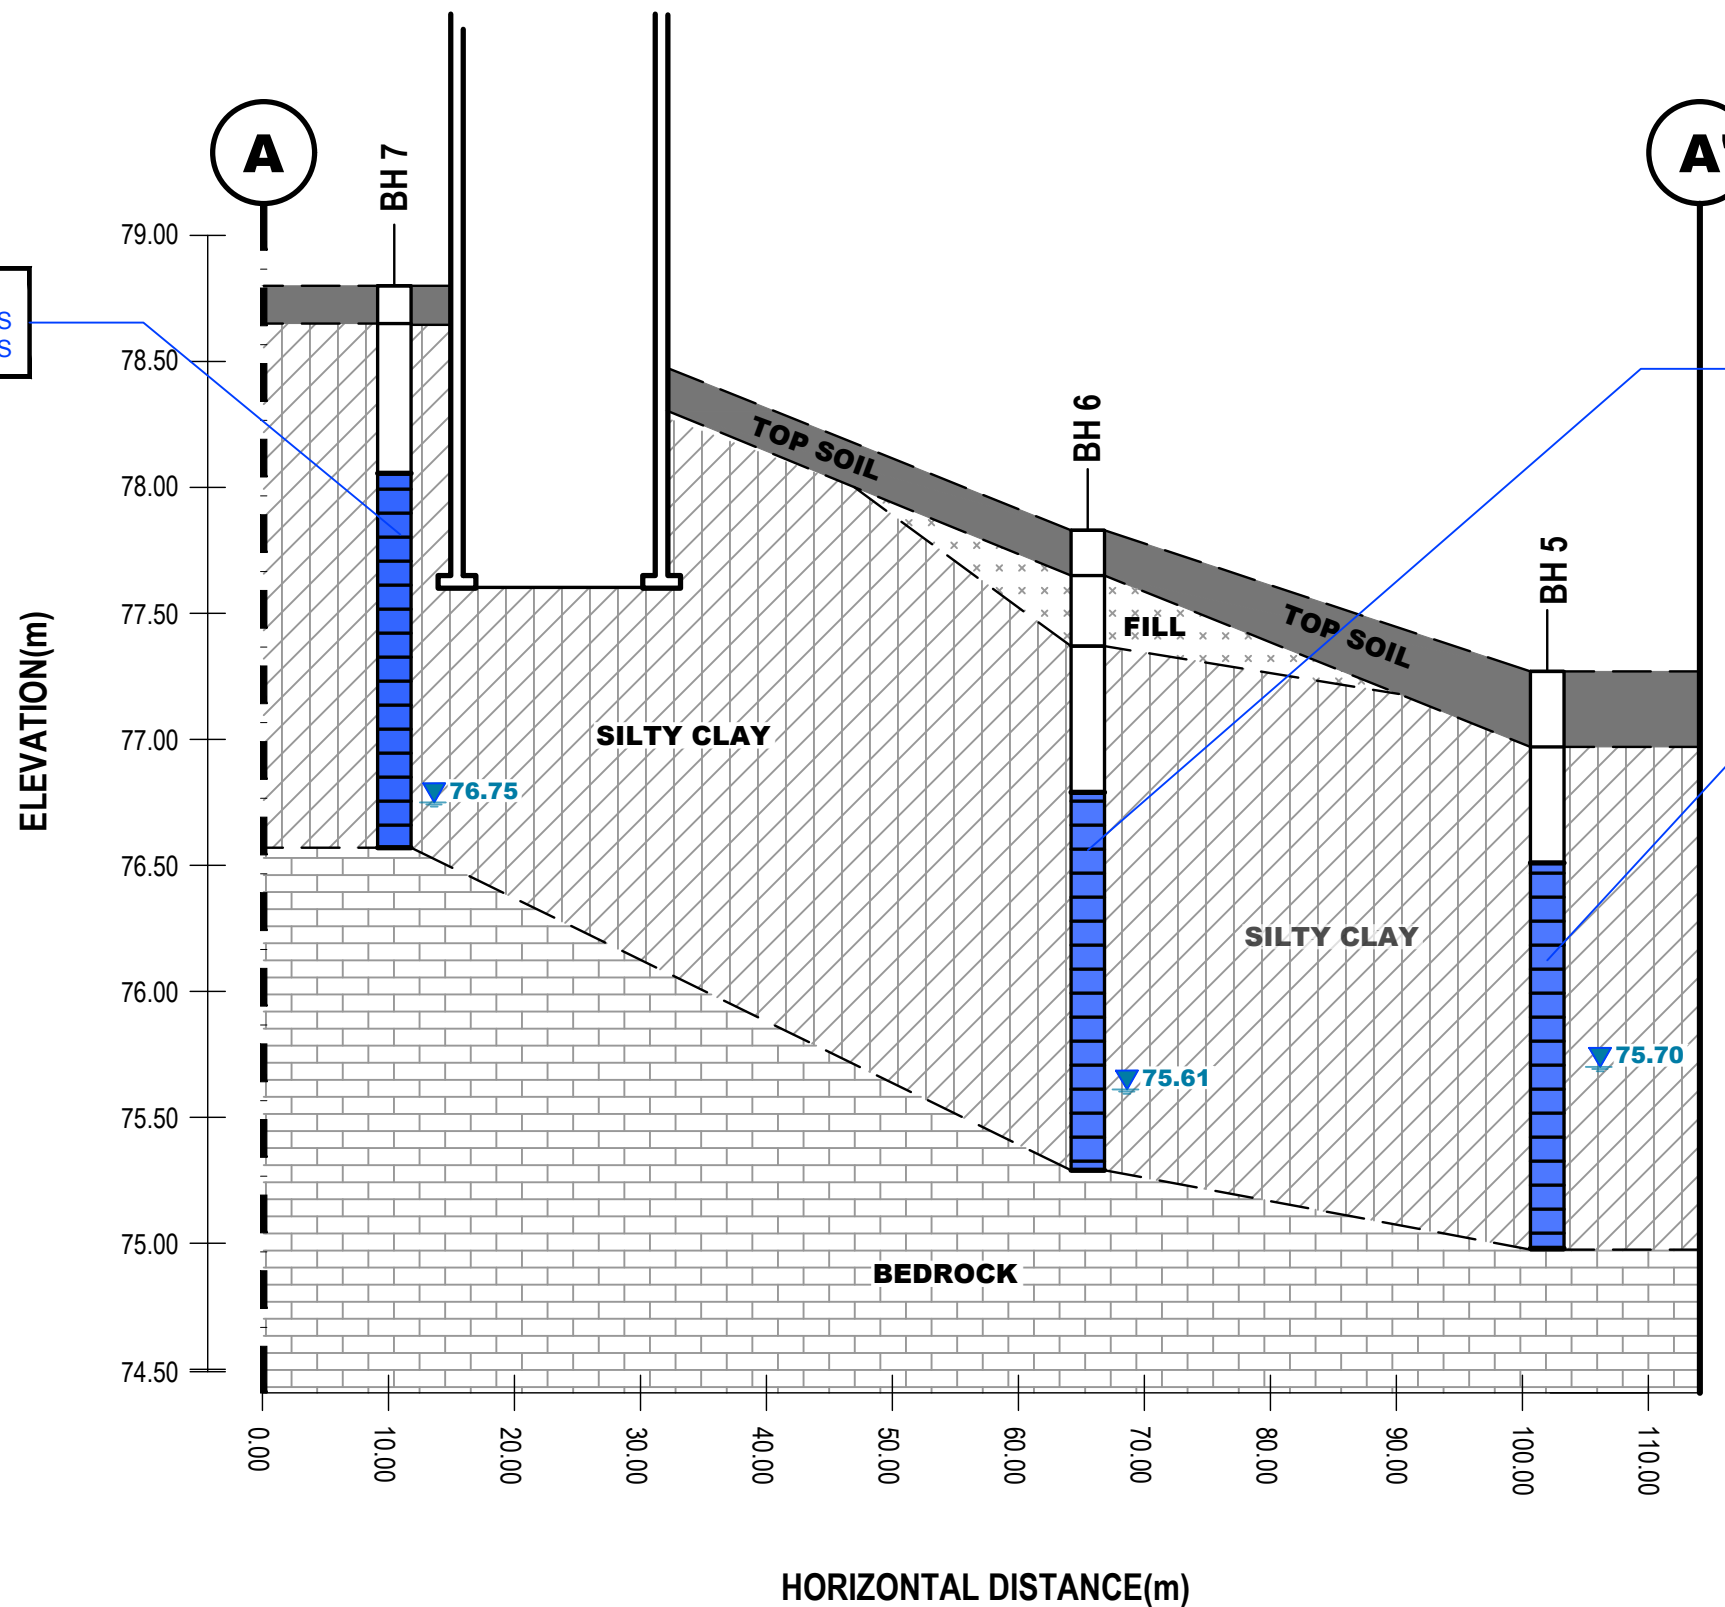 A
A'
BH 7
79.00
S
S
78.50
BH 6
TOP SOIL
78.00
BH 5
77.50
FILL
TOP SOIL
ELEVATION(m)
77.00
SILTY CLAY
76.75
76.50
SILTY CLAY
76.00
75.70
75.61
75.50
75.00
BEDROCK
74.50
0.00
10.00
20.00
30.00
40.00
50.00
60.00
70.00
80.00
90.00
100.00
110.00
HORIZONTAL DISTANCE(m)